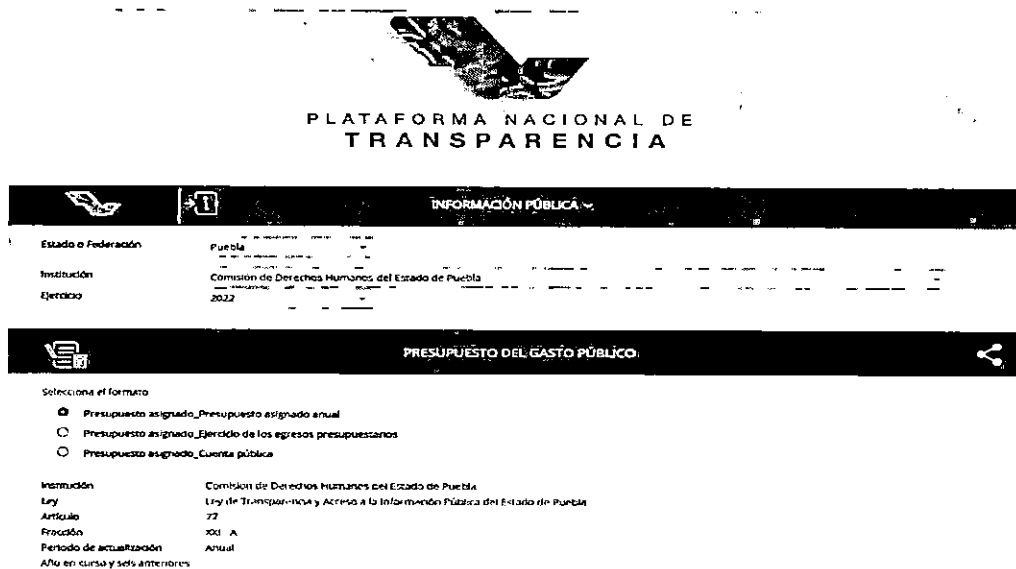 PLATAFORMA NACIONAL DE
TRANSPARENCIA
INFORMACIÓN PÚBLICA
Estado o Federación Puebla
Institución Comisión de Derechos Humanos del Estado de Puebla
Ejercicio 2022
PRESUPUESTO DEL GASTO PÚBLICO
Selecciona el formato
Presupuesto asignado_Presupuesto asignado anual
Presupuesto asignado_Ejercicio de los egresos presupuestarios
Presupuesto asignado_Cuenta pública
Institución Comisión de Derechos Humanos del Estado de Puebla
Ley Ley de Transparencia y Acceso a la Información Pública del Estado de Puebla
Artículo 77
Fracción XXI A
Periodo de actualización Anual
Año en curso y seis anteriores